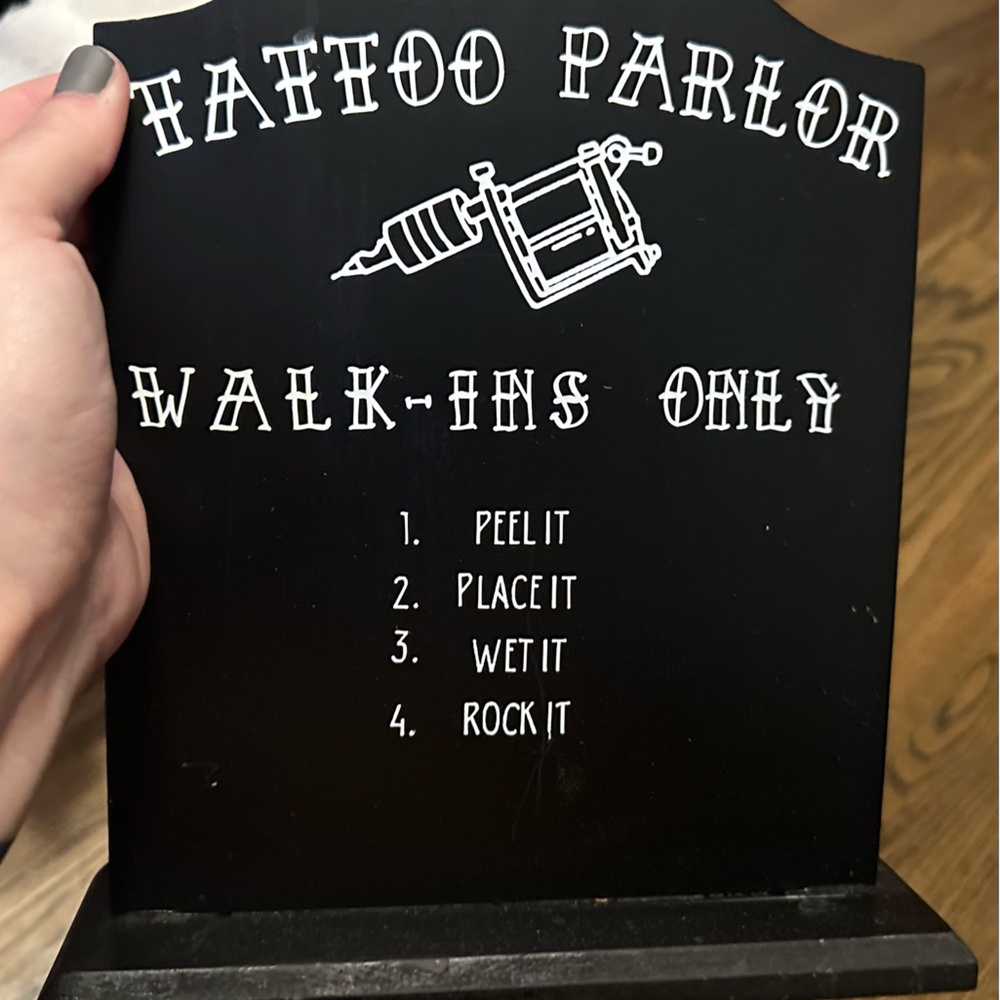 TATTOO PARLOR
WALK-INS ONLY
1. PEEL IT
2. PLACE IT
3. WET IT
4. ROCK IT